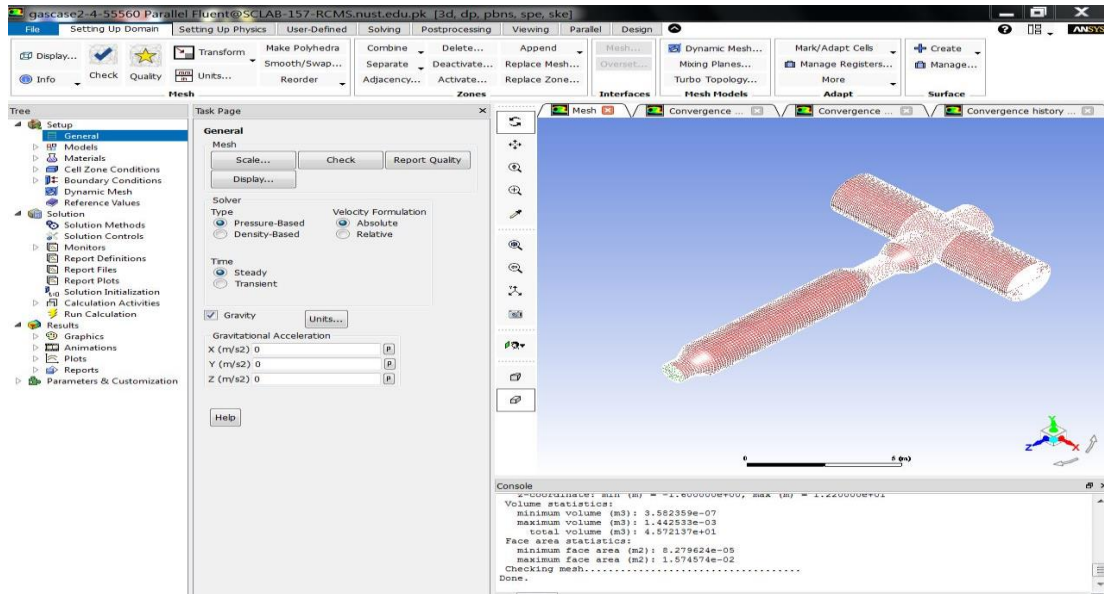 gascase2-4-55560 Parallel Fluent@SCLAB-157-RCMS.nust.edu.pk [3d, dp, pbns, spe, ske]
File Setting Up Domain Setting Up Physics User-Defined Solving Postprocessing Viewing Parallel Design ANSYS
Display... Transform Make Polyhedra Combine Delete... Append Mesh... Dynamic Mesh... Mark/Adapt Cells Create
Info Check Quality Units... Smooth/Swap... Separate Deactivate... Replace Mesh... Overset... Mixing Planes... Manage Registers... Manage...
Reorder Adjacency... Activate... Replace Zone... Turbo Topology... More
Mesh Zones Interfaces Mesh Models Adapt Surface
Tree
Setup
General
Models
Materials
Cell Zone Conditions
Boundary Conditions
Dynamic Mesh
Reference Values
Solution
Solution Methods
Solution Controls
Monitors
Report Definitions
Report Files
Report Plots
Solution Initialization
Calculation Activities
Run Calculation
Results
Graphics
Animations
Plots
Reports
Parameters & Customization
Task Page
General
Mesh
Scale... Check Report Quality
Display...
Solver
Type Velocity Formulation
Pressure-Based Absolute
Density-Based Relative
Time
Steady
Transient
Gravity Units...
Gravitational Acceleration
X (m/s2) 0 P
Y (m/s2) 0 P
Z (m/s2) 0 P
Help
Mesh Convergence ... Convergence ... Convergence history ...
0 5 (m)
Y
Z X
Console
z-coordinate: min (m) = -1.600000e+00, max (m) = 1.220000e+01
Volume statistics:
minimum volume (m3): 3.582359e-07
maximum volume (m3): 1.442533e-03
total volume (m3): 4.572137e+01
Face area statistics:
minimum face area (m2): 8.279624e-05
maximum face area (m2): 1.574574e-02
Checking mesh....................................
Done.